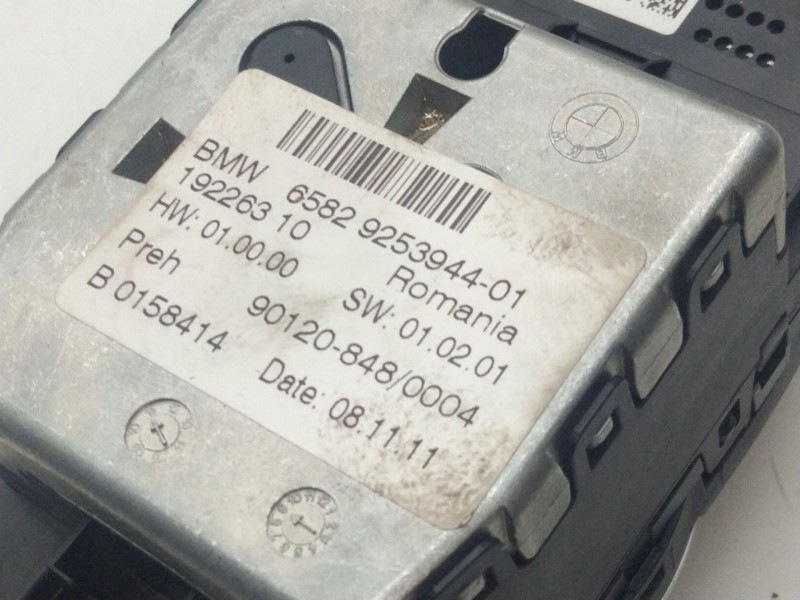 BMW 6582 9253944-01
192263 10 Romania
HW: 01.00.00 SW: 01.02.01
Preh 90120-848/0004
B 0158414 Date: 08.11.11
BMW